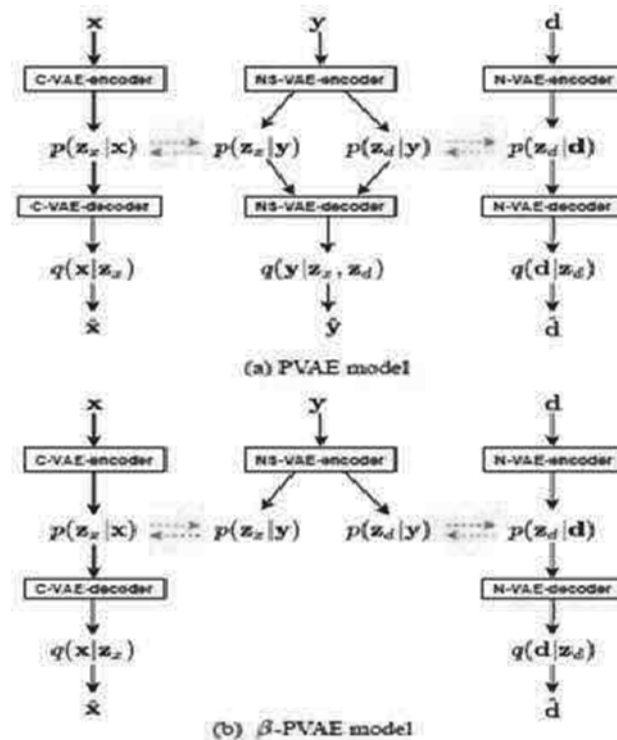 x y d
C-VAE-encoder NS-VAE-encoder N-VAE-encoder
p(z_x|x) p(z_x|y) p(z_d|y) p(z_d|d)
C-VAE-decoder NS-VAE-decoder N-VAE-decoder
q(x|z_x) q(y|z_x, z_d) q(d|z_d)
x̂ ŷ d̂
(a) PVAE model
x y d
C-VAE-encoder NS-VAE-encoder N-VAE-encoder
p(z_x|x) p(z_x|y) p(z_d|y) p(z_d|d)
C-VAE-decoder N-VAE-decoder
q(x|z_x) q(d|z_d)
x̂ d̂
(b) β-PVAE model